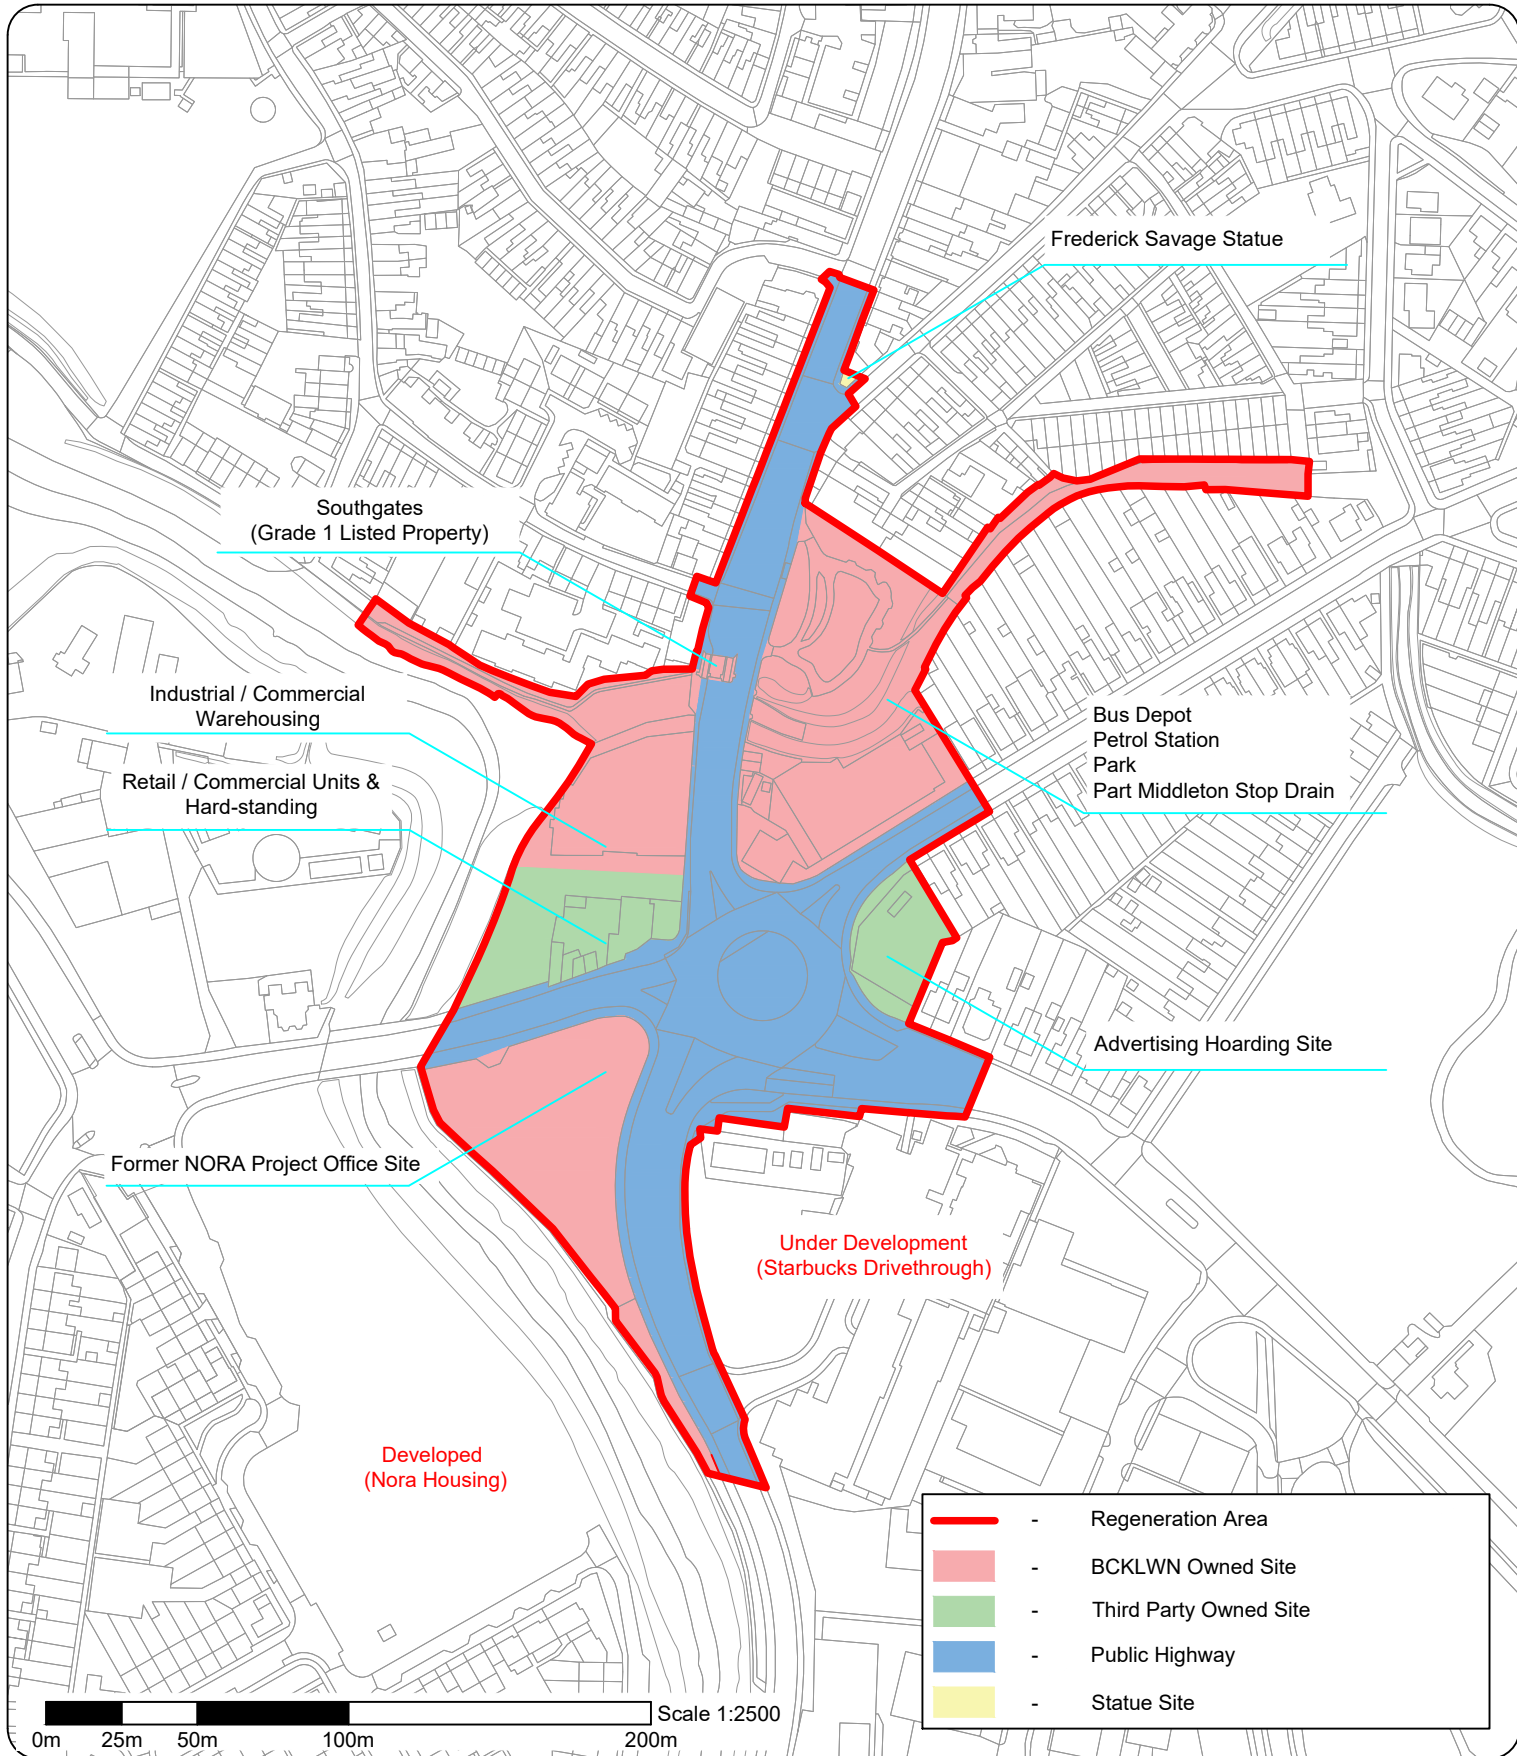 Frederick Savage Statue
Southgates
(Grade 1 Listed Property)
Industrial / Commercial
Warehousing
Retail / Commercial Units &
Hard-standing
Bus Depot
Petrol Station
Park
Part Middleton Stop Drain
Advertising Hoarding Site
Former NORA Project Office Site
Under Development
(Starbucks Drivethrough)
Developed
(Nora Housing)
- Regeneration Area
- BCKLWN Owned Site
- Third Party Owned Site
- Public Highway
- Statue Site
Scale 1:2500
0m 25m 50m 100m 200m